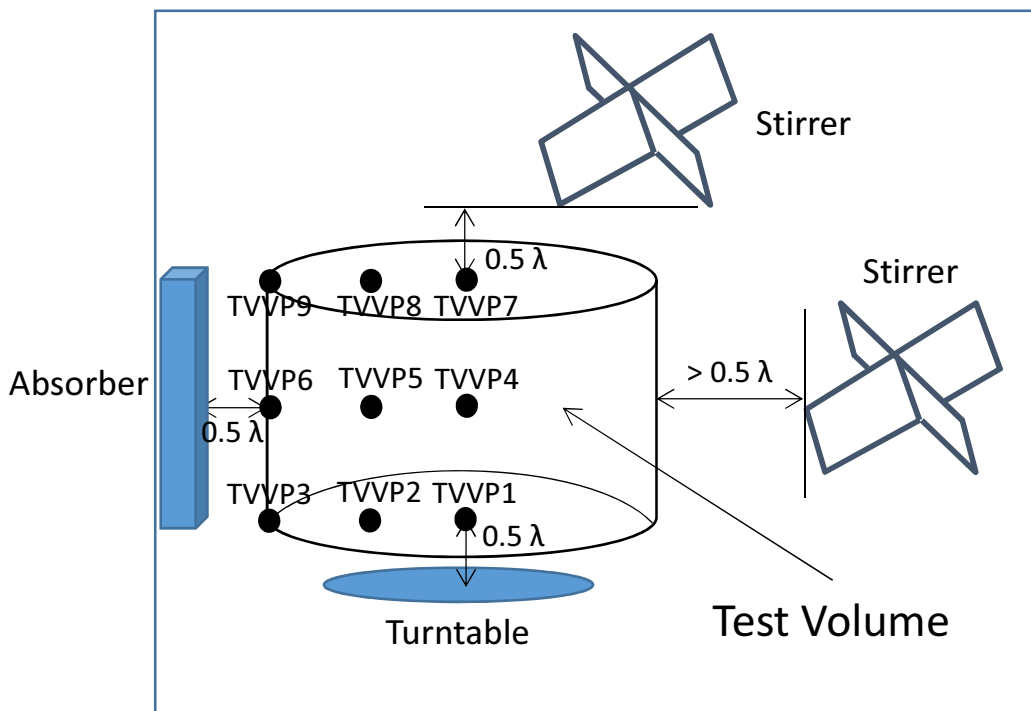 Stirrer
0.5 λ
Stirrer
TVVP9 TVVP8 TVVP7
Absorber
TVVP6 TVVP5 TVVP4
> 0.5 λ
0.5 λ
TVVP3 TVVP2 TVVP1
0.5 λ
Turntable
Test Volume